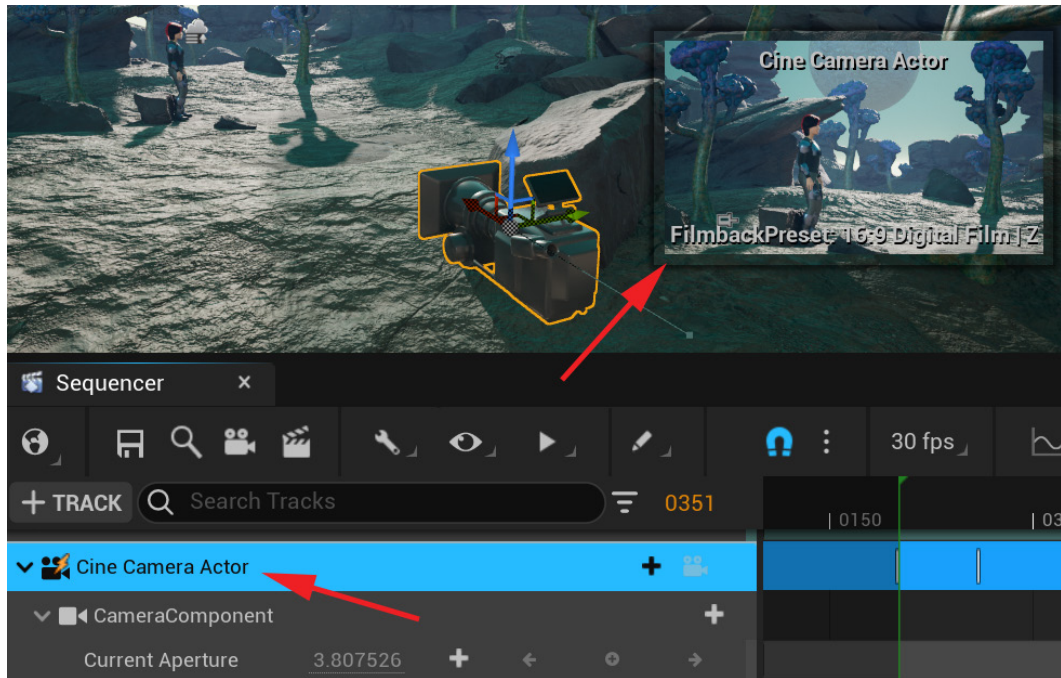 Cine Camera Actor
FilmbackPreset: 16:9 Digital Film | Z
Sequencer ×
30 fps
+ TRACK Search Tracks 0351
| 0150 | 03
Cine Camera Actor
CameraComponent
Current Aperture 3.807526